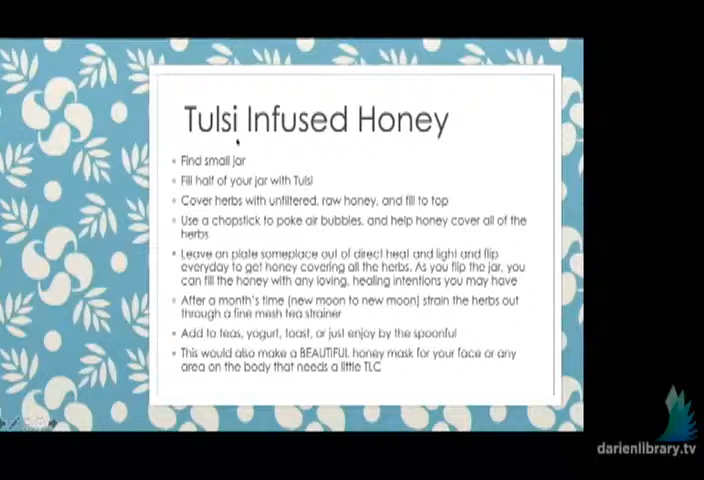 Tulsi Infused Honey
Find small jar
Fill half of your jar with Tulsi
Cover herbs with unfiltered, raw honey, and fill to top
Use a chopstick to poke air bubbles, and help honey cover all of the
herbs
Leave on plate someplace out of direct heat and light and flip
everyday to get honey covering all the herbs. As you flip the jar, you
can fill the honey with any loving, healing intentions you may have
After a month's time (new moon to new moon) strain the herbs out
through a fine mesh tea strainer
Add to teas, yogurt, toast, or just enjoy by the spoonful
This would also make a BEAUTIFUL honey mask for your face or any
area on the body that needs a little TLC
darienlibrary.tv